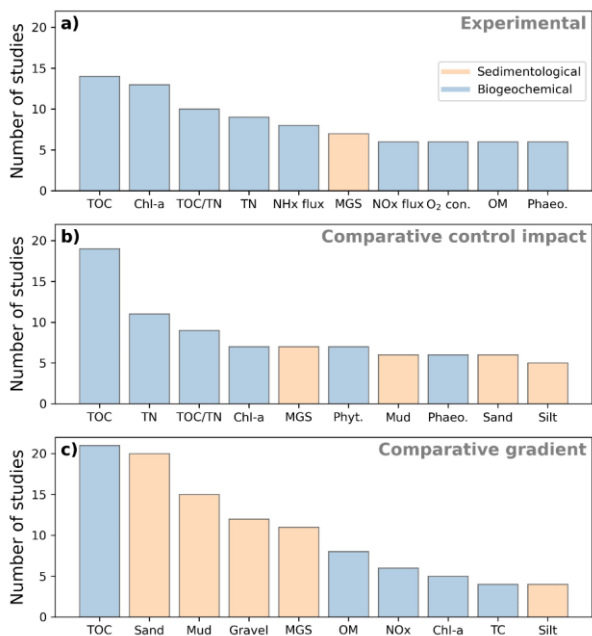 a)
Experimental
Number of studies
20
15
10
5
0
Sedimentological
Biogeochemical
TOC Chl-a TOC/TN TN NHx flux MGS NOx flux O₂ con. OM Phaeo.
b)
Comparative control impact
Number of studies
20
15
10
5
0
TOC TN TOC/TN Chl-a MGS Phyt. Mud Phaeo. Sand Silt
c)
Comparative gradient
Number of studies
20
15
10
5
0
TOC Sand Mud Gravel MGS OM NOx Chl-a TC Silt